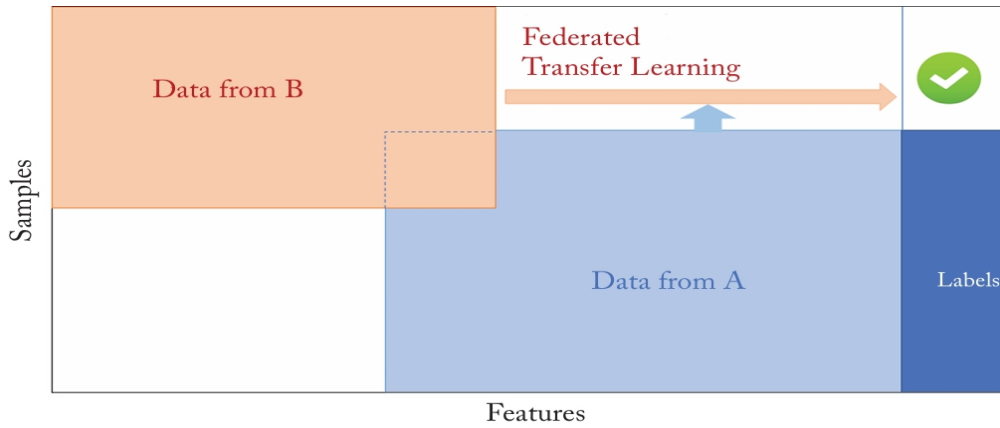 Data from B
Federated
Transfer Learning
Samples
Data from A
Labels
Features